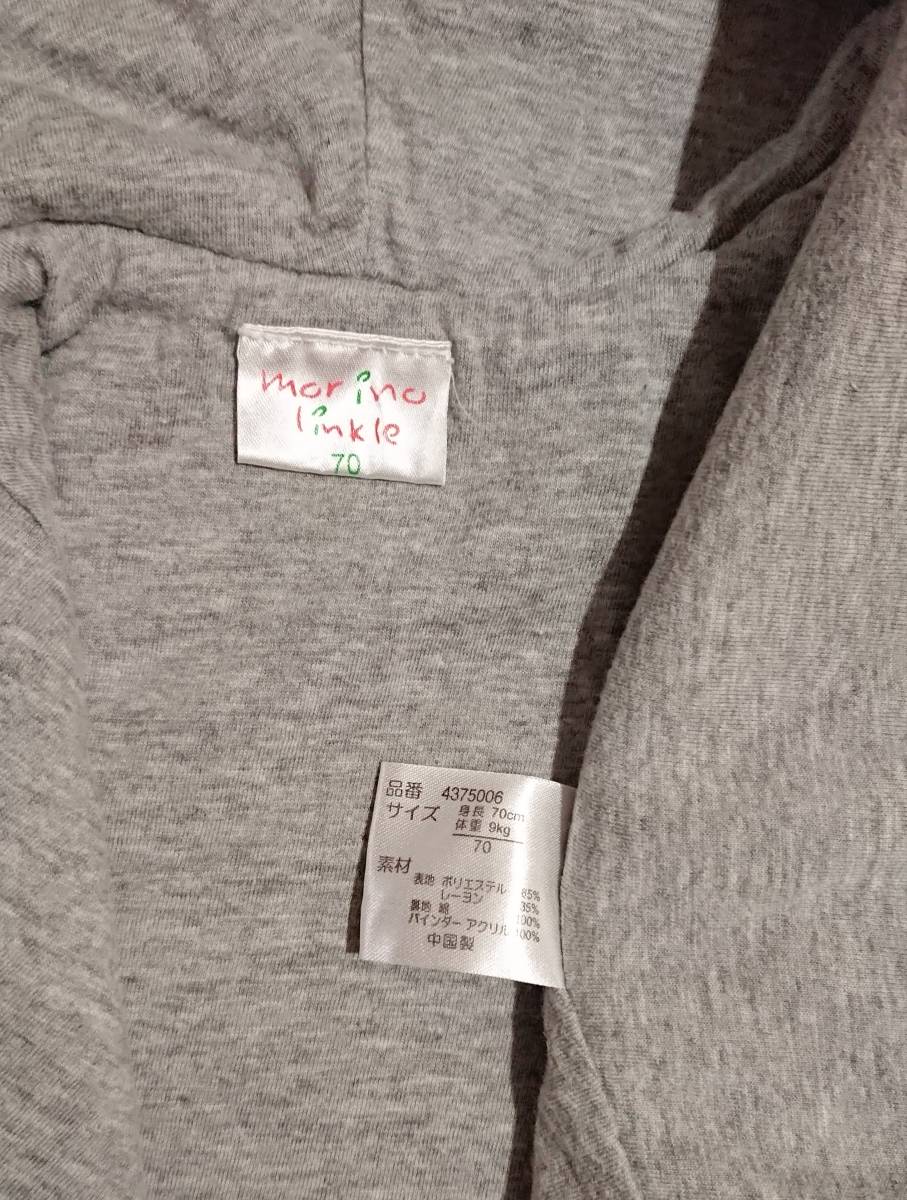 morino
linkle
70
品番 4375006
サイズ 身長 70cm
体重 9kg
70
素材
表地 ポリエステル 65%
レーヨン 35%
裏地 綿 100%
バインダー アクリル 100%
中国製